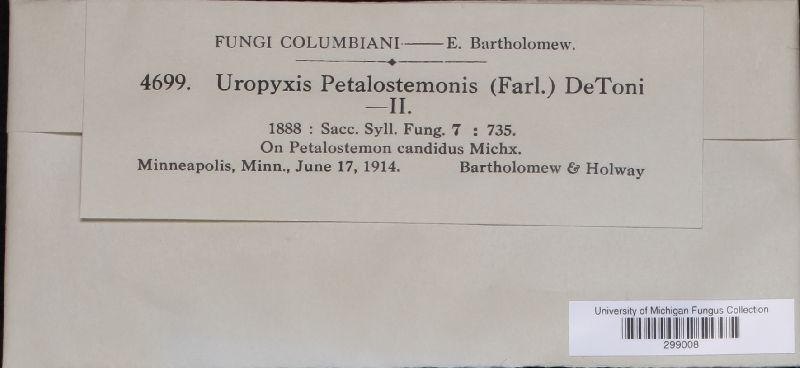 FUNGI COLUMBIANI——E. Bartholomew.
4699. Uropyxis Petalostemonis (Farl.) DeToni
—II.
1888 : Sacc. Syll. Fung. 7 : 735.
On Petalostemon candidus Michx.
Minneapolis, Minn., June 17, 1914. Bartholomew & Holway
University of Michigan Fungus Collection
299008